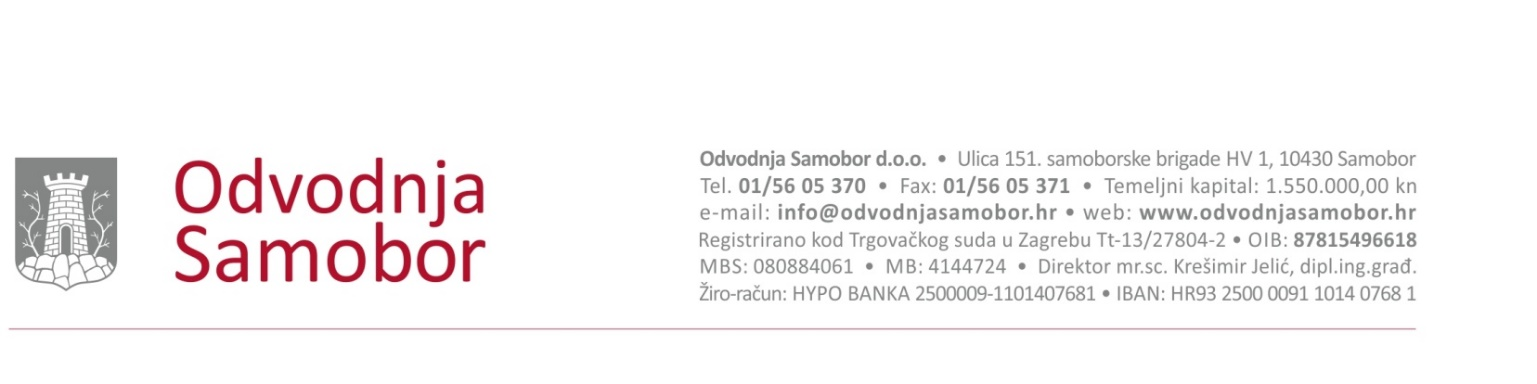 Odvodnja
Samobor
Odvodnja Samobor d.o.o. • Ulica 151. samoborske brigade HV 1, 10430 Samobor
Tel. 01/56 05 370 • Fax: 01/56 05 371 • Temeljni kapital: 1.550.000,00 kn
e-mail: info@odvodnjasamobor.hr • web: www.odvodnjasamobor.hr
Registrirano kod Trgovačkog suda u Zagrebu Tt-13/27804-2 • OIB: 87815496618
MBS: 080884061 • MB: 4144724 • Direktor mr.sc. Krešimir Jelić, dipl.ing.građ.
Žiro-račun: HYPO BANKA 2500009-1101407681 • IBAN: HR93 2500 0091 1014 0768 1